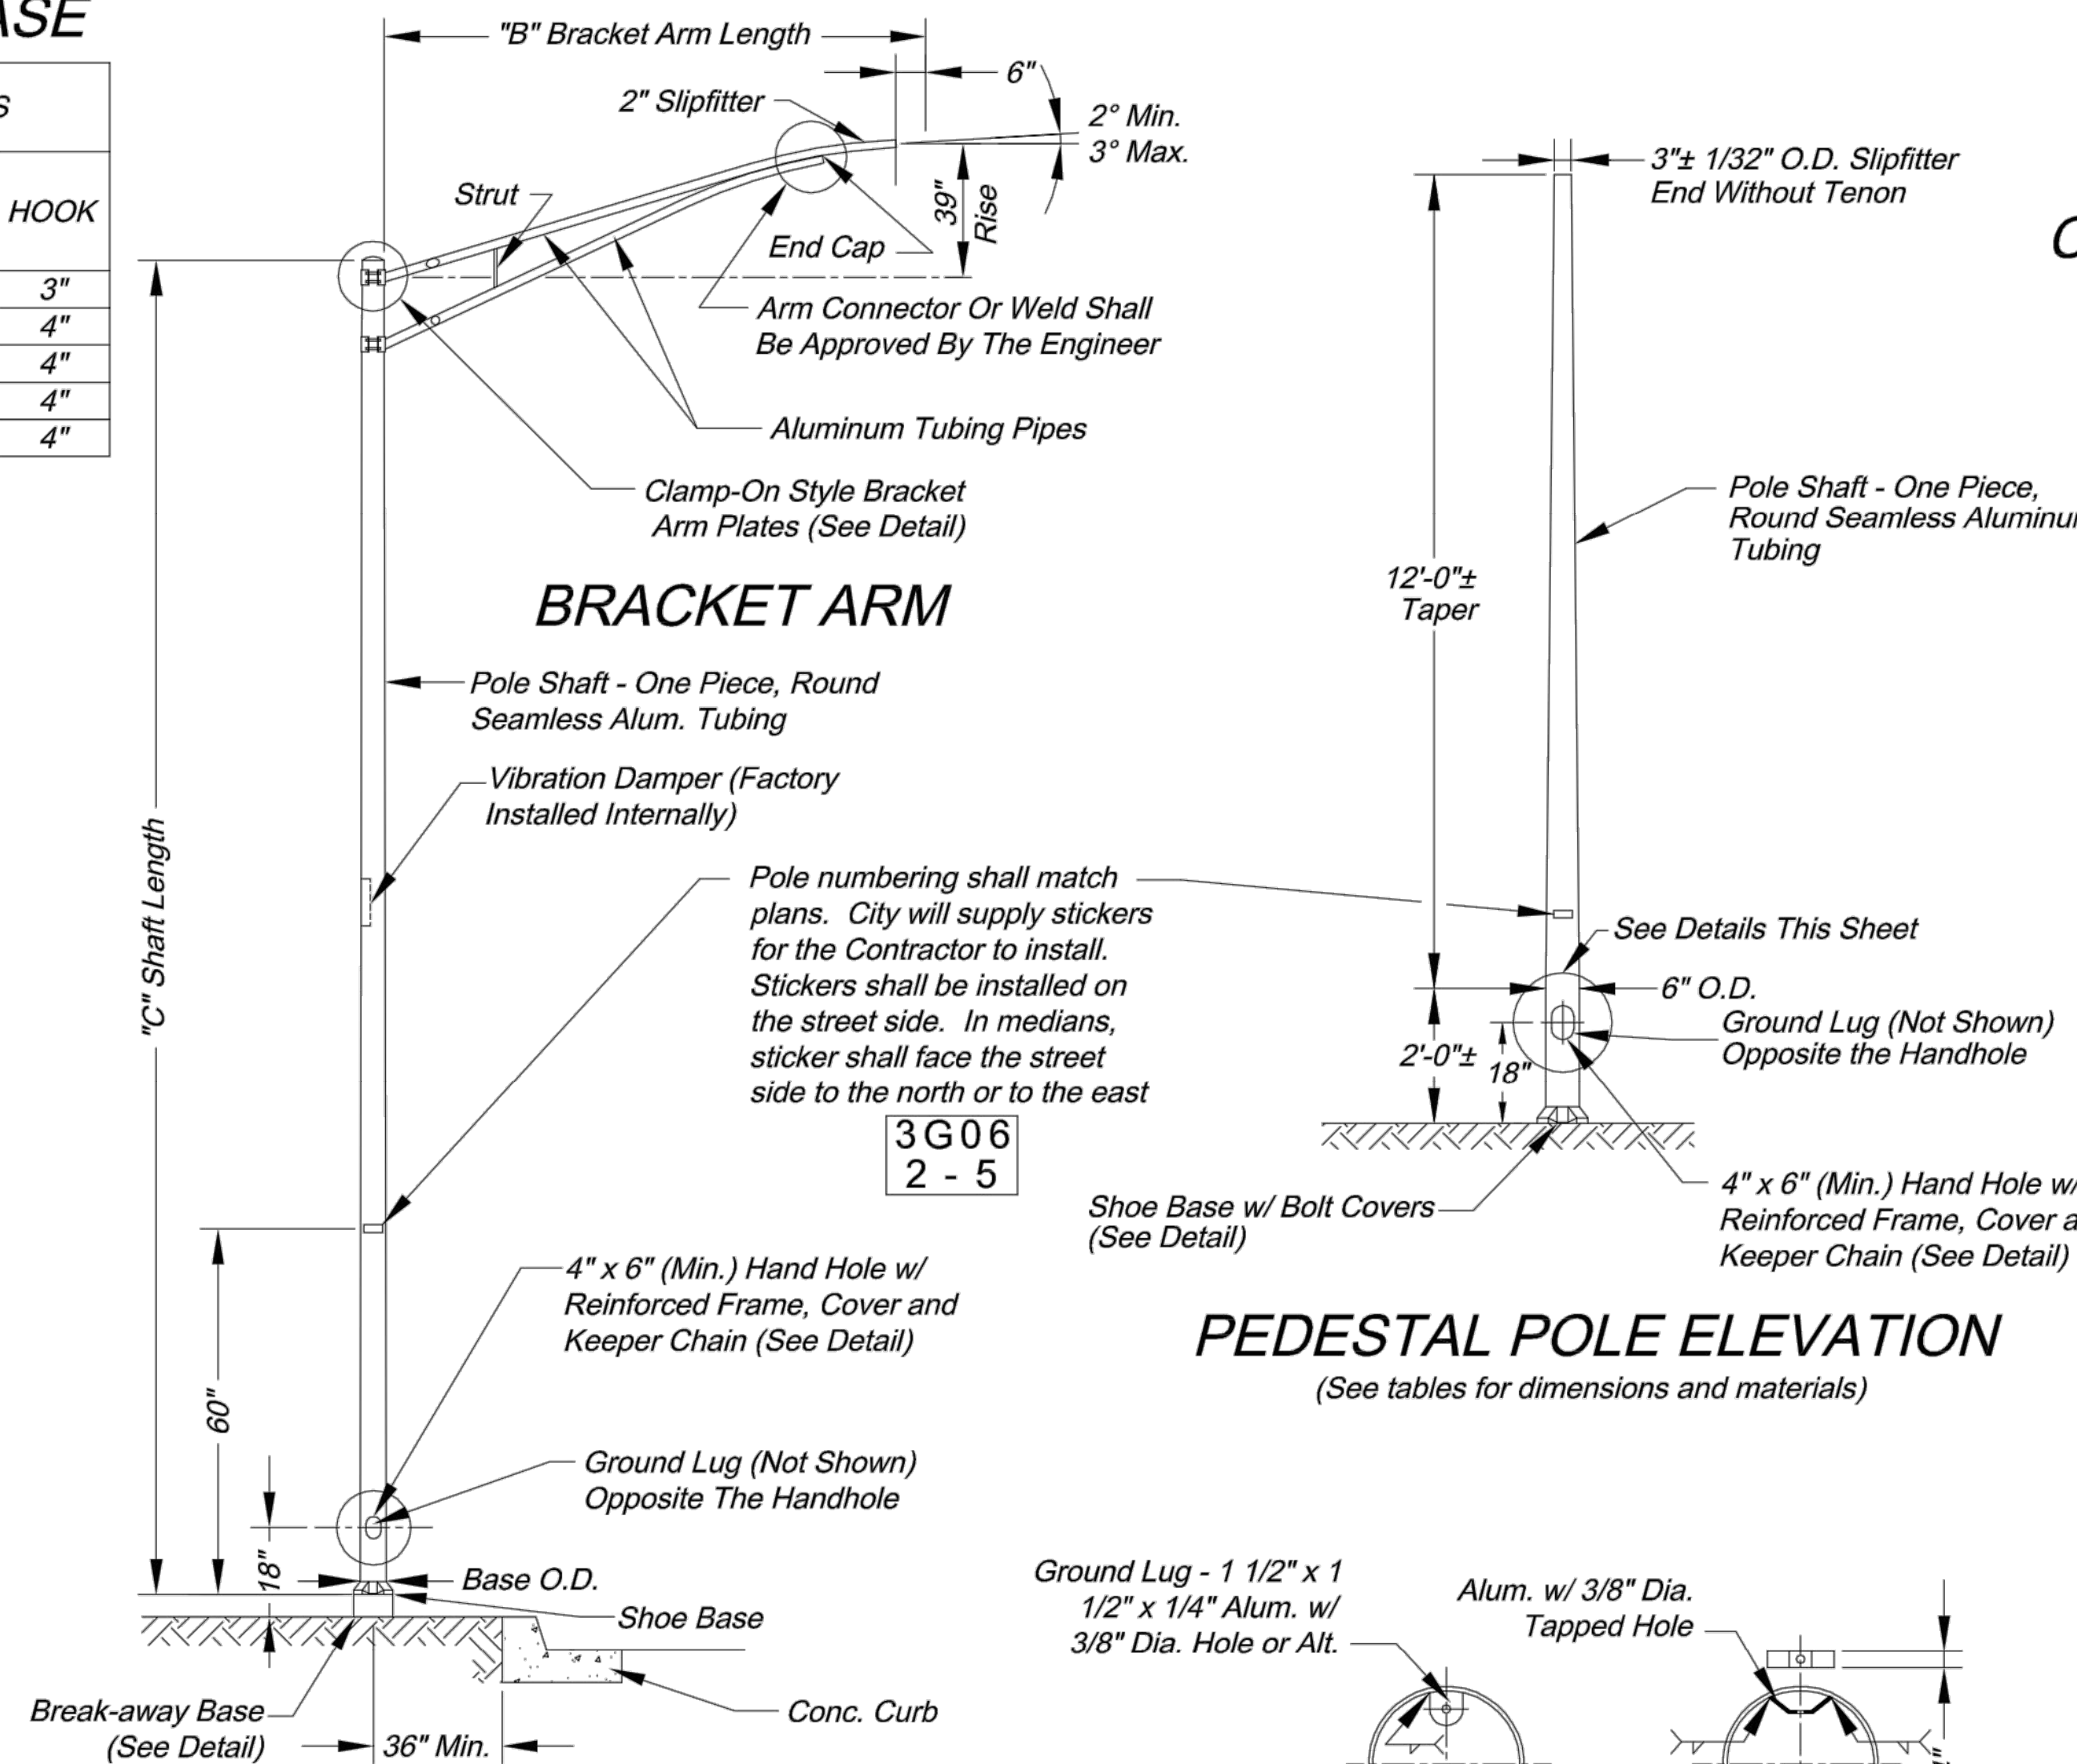 S
HOOK
3"
4"
4"
4"
4"
"B" Bracket Arm Length
6"
2" Slipfitter
2° Min.
3° Max.
Strut
39"
Rise
End Cap
Arm Connector Or Weld Shall
Be Approved By The Engineer
Aluminum Tubing Pipes
Clamp-On Style Bracket
Arm Plates (See Detail)
BRACKET ARM
Pole Shaft - One Piece, Round
Seamless Alum. Tubing
Vibration Damper (Factory
Installed Internally)
"C" Shaft Length
Pole numbering shall match
plans. City will supply stickers
for the Contractor to install.
Stickers shall be installed on
the street side. In medians,
sticker shall face the street
side to the north or to the east
3G06
2 - 5
60"
4" x 6" (Min.) Hand Hole w/
Reinforced Frame, Cover and
Keeper Chain (See Detail)
Ground Lug (Not Shown)
Opposite The Handhole
18"
Base O.D.
Shoe Base
Break-away Base
(See Detail)
36" Min.
Conc. Curb
3"± 1/32" O.D. Slipfitter
End Without Tenon
Pole Shaft - One Piece,
Round Seamless
Tubing
12'-0"±
Taper
See Details This Sheet
6" O.D.
Ground Lug (Not Shown)
Opposite the Handhole
2'-0"±
18"
Shoe Base w/ Bolt Covers
(See Detail)
4" x 6" (Min.) Hand Hole w/
Reinforced Frame, Cover
Keeper Chain (See Detail)
PEDESTAL POLE ELEVATION
(See tables for dimensions and materials)
Ground Lug - 1 1/2" x 1
1/2" x 1/4" Alum. w/
3/8" Dia. Hole or Alt.
Alum. w/ 3/8" Dia.
Tapped Hole